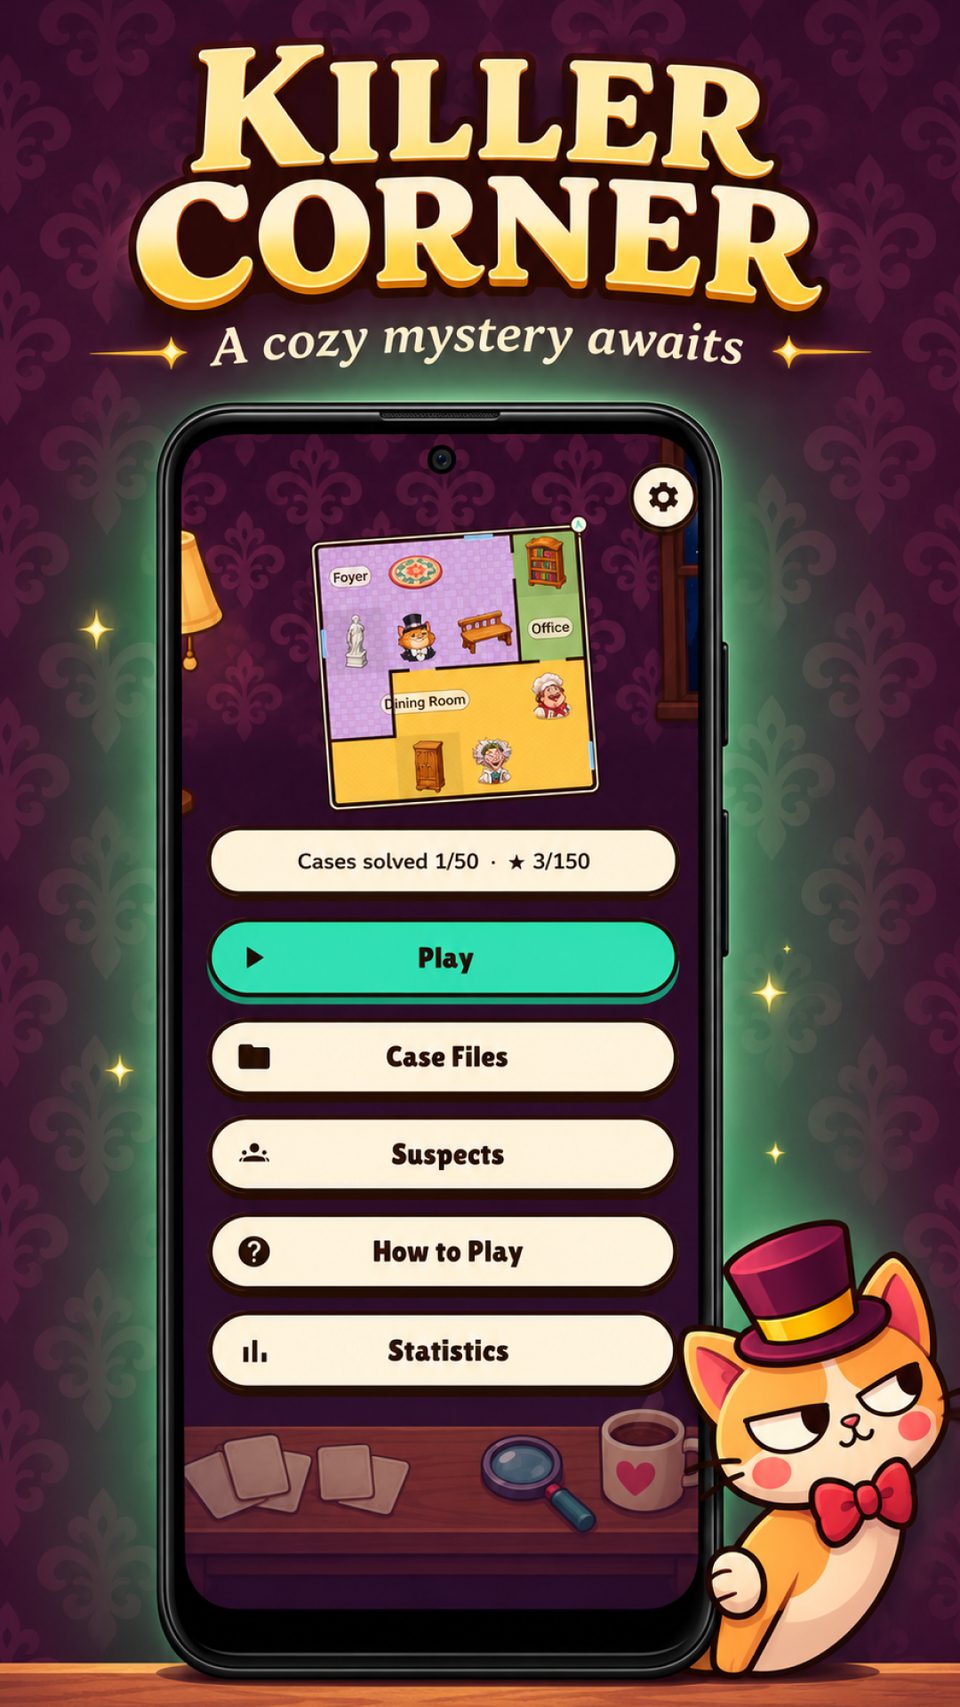 KILLER
CORNER
A cozy mystery awaits
Foyer
Office
Dining Room
Cases solved 1/50 · ★ 3/150
Play
Case Files
Suspects
How to Play
Statistics